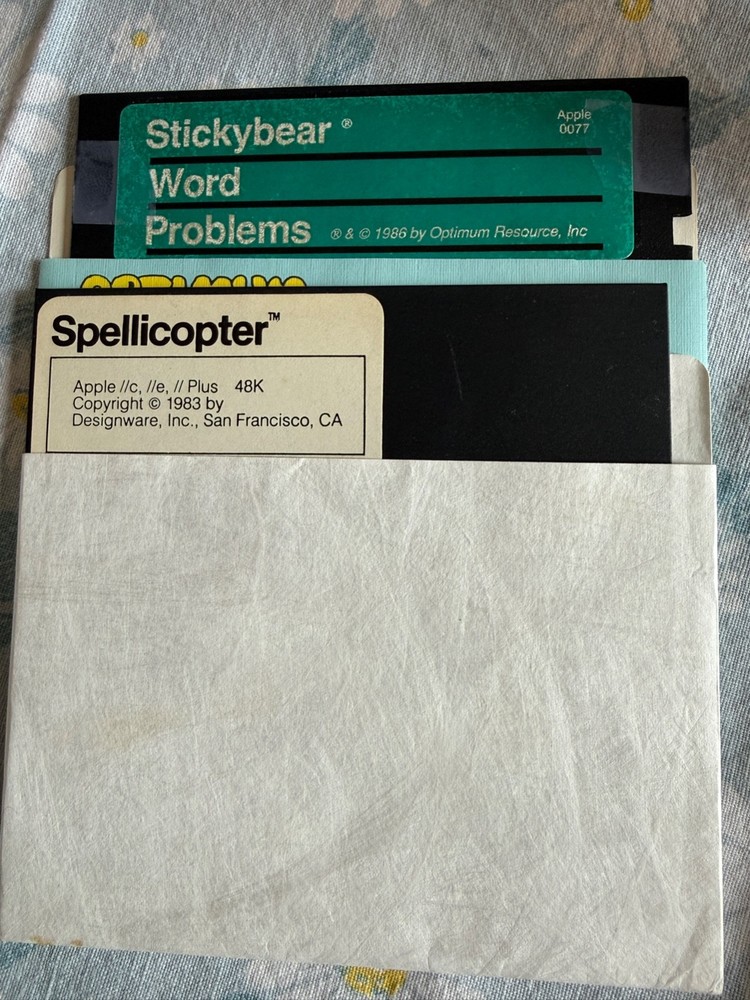 Stickybear ®
Apple
0077
Word
Problems ® & © 1986 by Optimum Resource, Inc
Spellicopter™
Apple //c, //e, // Plus 48K
Copyright © 1983 by
Designware, Inc., San Francisco, CA